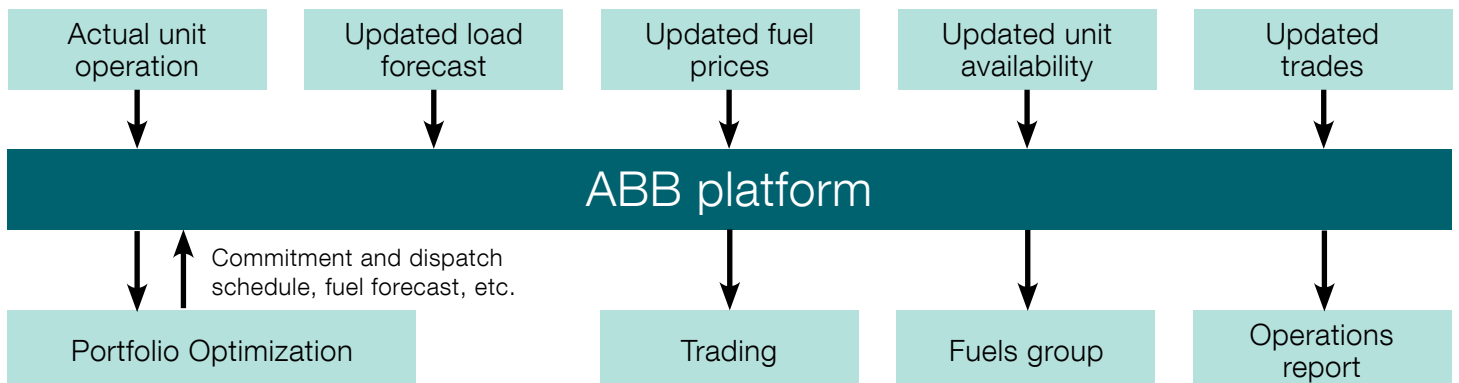 Actual unit
operation
Updated load
forecast
Updated fuel
prices
Updated unit
availability
Updated
trades
ABB platform
Commitment and dispatch
schedule, fuel forecast, etc.
Portfolio Optimization
Trading
Fuels group
Operations
report